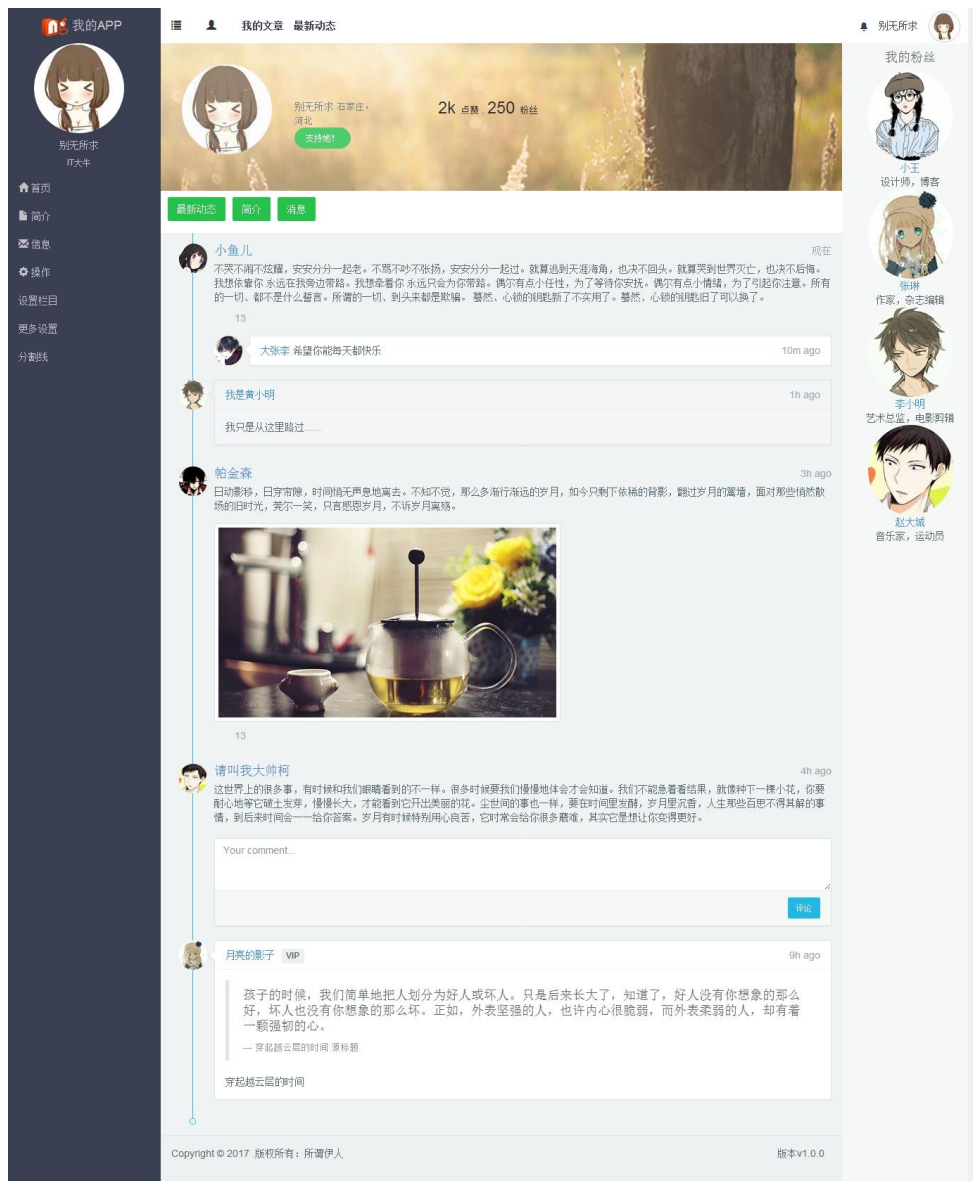 我的APP
别无所求
IT大牛
首页
简介
信息
操作
设置栏目
更多设置
分割线
我的文章 最新动态
别无所求
别无所求 石家庄,
河北
支持她!
2k 点赞 250 粉丝
最新动态 简介 消息
小鱼儿 现在
不哭不闹不炫耀,安安分分一起老。不骂不吵不张扬,安安分分一起过。就算逃到天涯海角,也决不回头。就算哭到世界灭亡,也决不后悔。
我想依靠你 永远在我旁边带路。我想牵着你 永远只会为你带路。偶尔有点小任性,为了等待你安抚。偶尔有点小情绪,为了引起你注意。所有
的一切、都不是什么誓言。所谓的一切、到头来都是欺骗。 蓦然、心锁的钥匙新了不实用了。蓦然、心锁的钥匙旧了可以换了。
13
大张李 希望你能每天都快乐 10m ago
我是黄小明 1h ago
我只是从这里路过......
帕金森 3h ago
日动影移,日穿帘隙,时间悄无声息地离去。不知不觉,那么多渐行渐远的岁月,如今只剩下依稀的背影,翻过岁月的篱墙,面对那些悄然散
场的旧时光,莞尔一笑,只言感恩岁月,不诉岁月离殇。
13
请叫我大帅柯 4h ago
这世界上的很多事,有时候和我们眼睛看到的不一样。很多时候要我们慢慢地体会才会知道。我们不能急着看结果,就像种下一棵小花,你要
耐心地等它破土发芽,慢慢长大,才能看到它开出美丽的花。尘世间的事也一样,要在时间里发酵,岁月里沉香,人生那些百思不得其解的事
情,到后来时间会一一给你答案。岁月有时候特别用心良苦,它时常会给你很多磨难,其实它是想让你变得更好。
Your comment...
评论
月亮的影子 VIP 9h ago
孩子的时候,我们简单地把人划分为好人或坏人。只是后来长大了,知道了,好人没有你想象的那么
好,坏人也没有你想象的那么坏。正如,外表坚强的人,也许内心很脆弱,而外表柔弱的人,却有着
一颗强韧的心。
— 穿起越云层的时间 源标题
穿起越云层的时间
Copyright © 2017 .版权所有:所谓伊人 版本v1.0.0
我的粉丝
小王
设计师,博客
张琳
作家,杂志编辑
李小明
艺术总监,电影剪辑
赵大城
音乐家,运动员